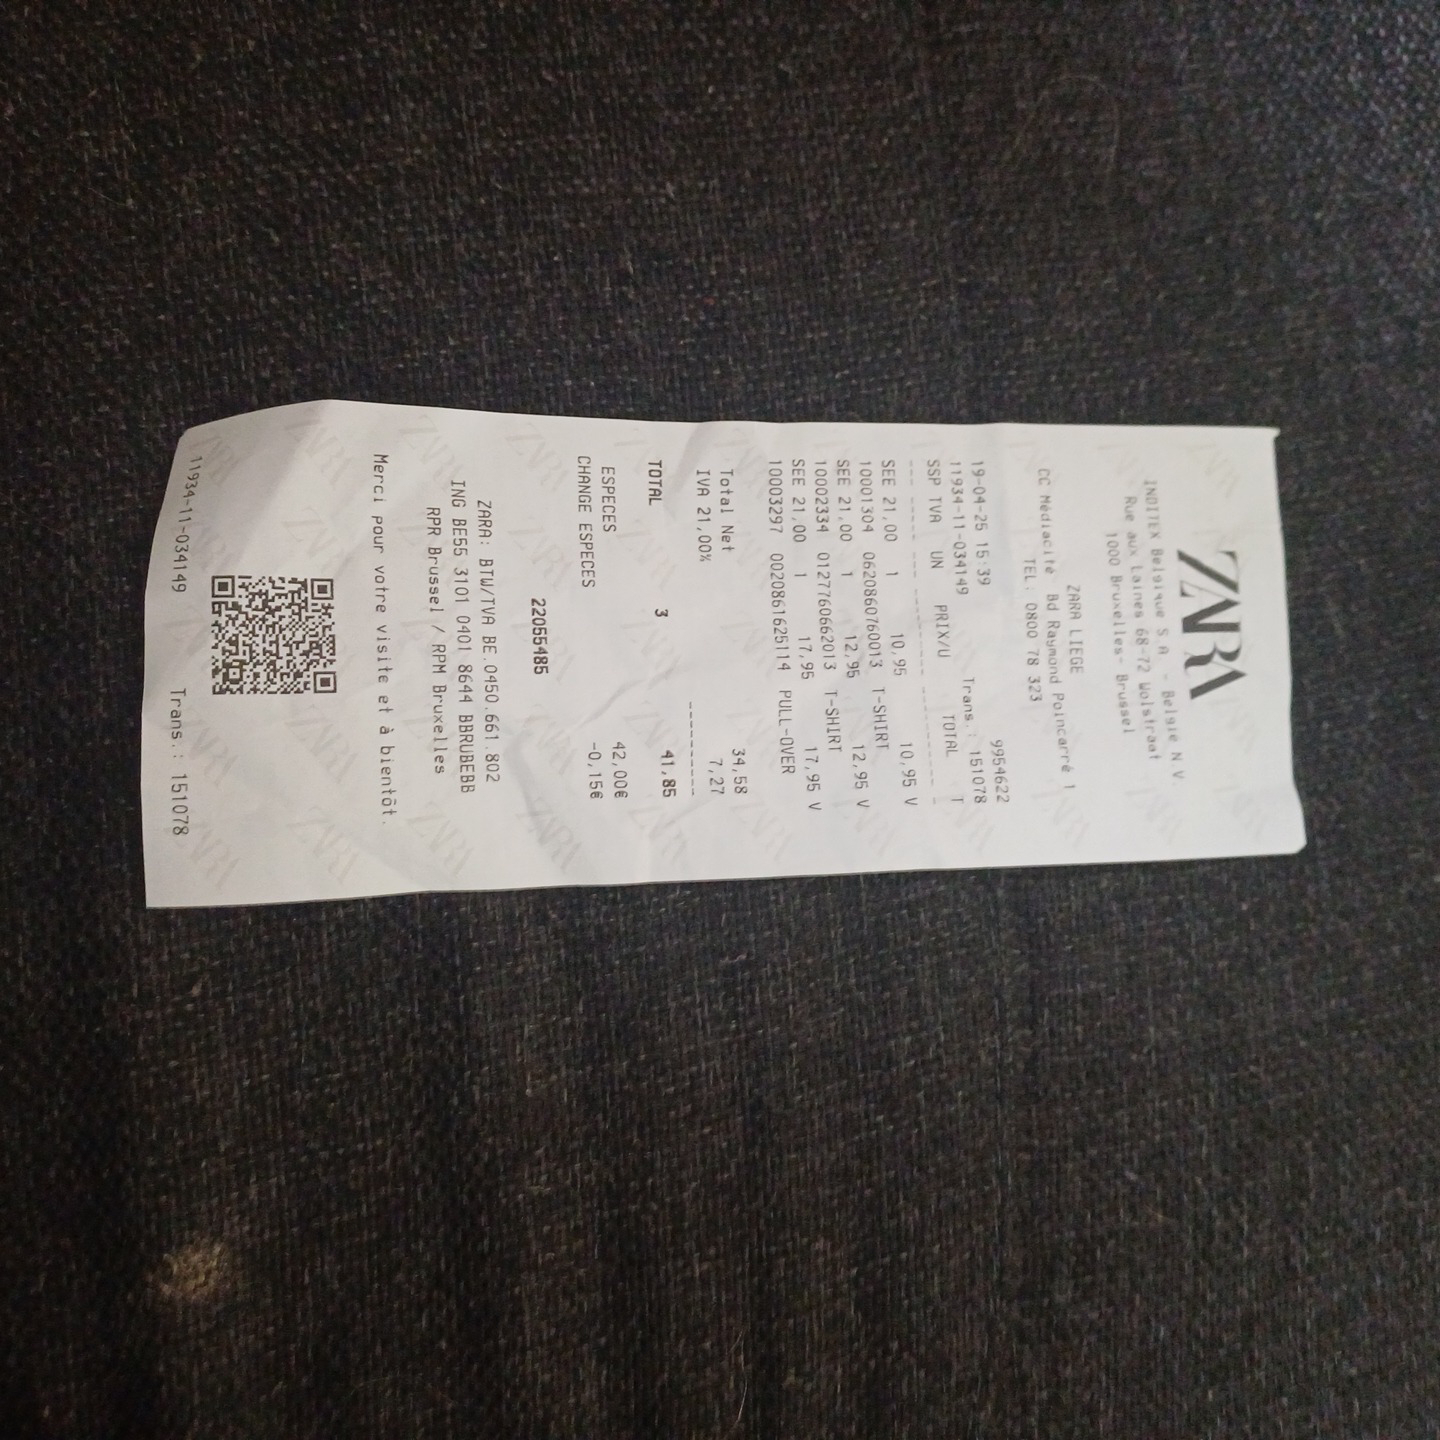 ZARA
INDITEX Belgique S.A - Belgie N.V.
Rue aux Laines 68-72 Wolstraat
1000 Bruxelles- Brussel
ZARA LIEGE
CC Médiacité Bd Raymond Poincarré 1
TEL.: 0800 78 323
9954622
19-04-25 15:39 Trans.: 151078
11934-11-034149
SSP TVA UN PRIX/U TOTAL T
SEE 21,00 1 10,95 10,95 V
10001304 06208607600013 T-SHIRT
SEE 21,00 1 12,95 12,95 V
10002334 0127760662013 T-SHIRT
SEE 21,00 1 17,95 17,95 V
10003297 0020861625114 PULL-OVER
Total Net 34,58
IVA 21,00% 7,27
TOTAL 3 41,85
ESPECES 42,00€
CHANGE ESPECES -0,15€
22055485
ZARA: BTW/TVA BE.0450.661.802
ING BE55 3101 0401 8644 BBRUBEBB
RPR Brussel / RPM Bruxelles
Merci pour votre visite et à bientôt.
11934-11-034149 Trans.: 151078